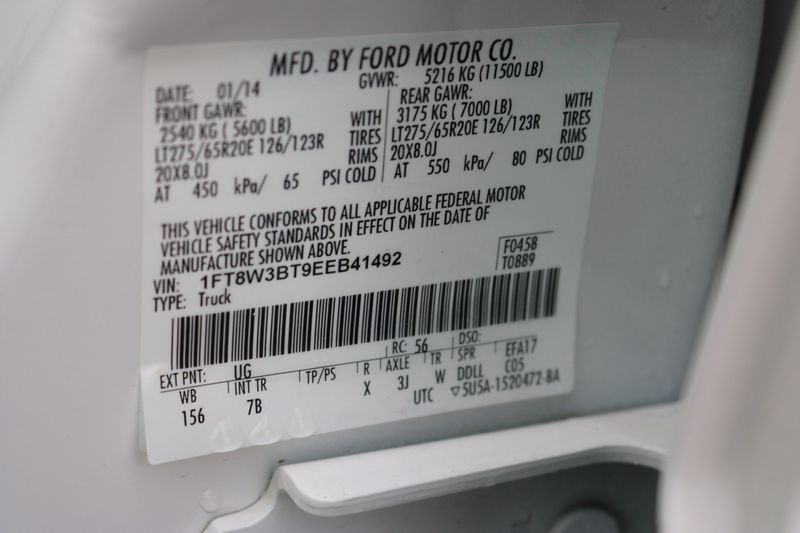 MFD. BY FORD MOTOR CO.
DATE: 01/14 GVWR: 5216 KG (11500 LB)
FRONT GAWR: REAR GAWR:
2540 KG ( 5600 LB) WITH 3175 KG ( 7000 LB) WITH
LT275/65R20E 126/123R TIRES LT275/65R20E 126/123R TIRES
20X8.0J RIMS 20X8.0J RIMS
AT 450 kPa/ 65 PSI COLD AT 550 kPa/ 80 PSI COLD
THIS VEHICLE CONFORMS TO ALL APPLICABLE FEDERAL MOTOR
VEHICLE SAFETY STANDARDS IN EFFECT ON THE DATE OF
MANUFACTURE SHOWN ABOVE. F0458
VIN: 1FT8W3BT9EEB41492 T0889
TYPE: Truck
EXT PNT: UG RC: 56 DSO:
WB INT TR TP/PS R AXLE TR SPR EFA17
156 7B X 3J W DDLL C05
UTC ▽5U5A-1520472-BA